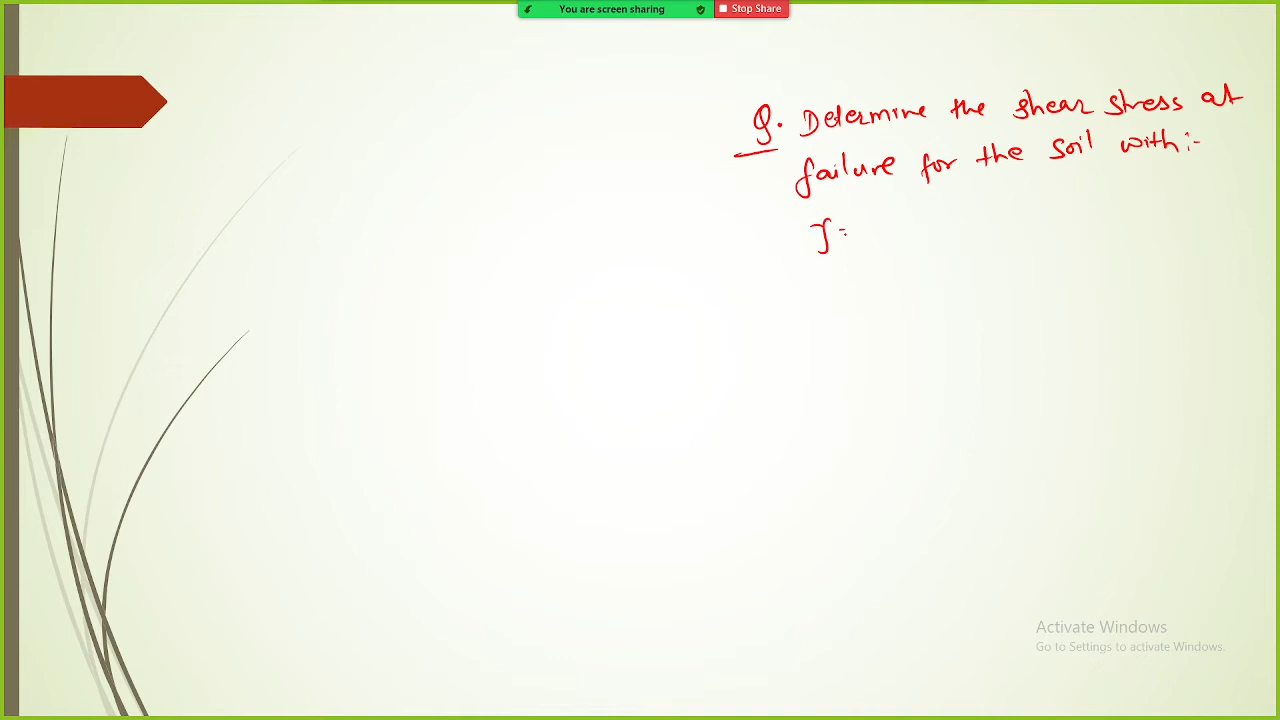 You are screen sharing
Stop Share
Q. Determine the shear stress at
failure for the soil with:-
Activate Windows
Go to Settings to activate Windows.